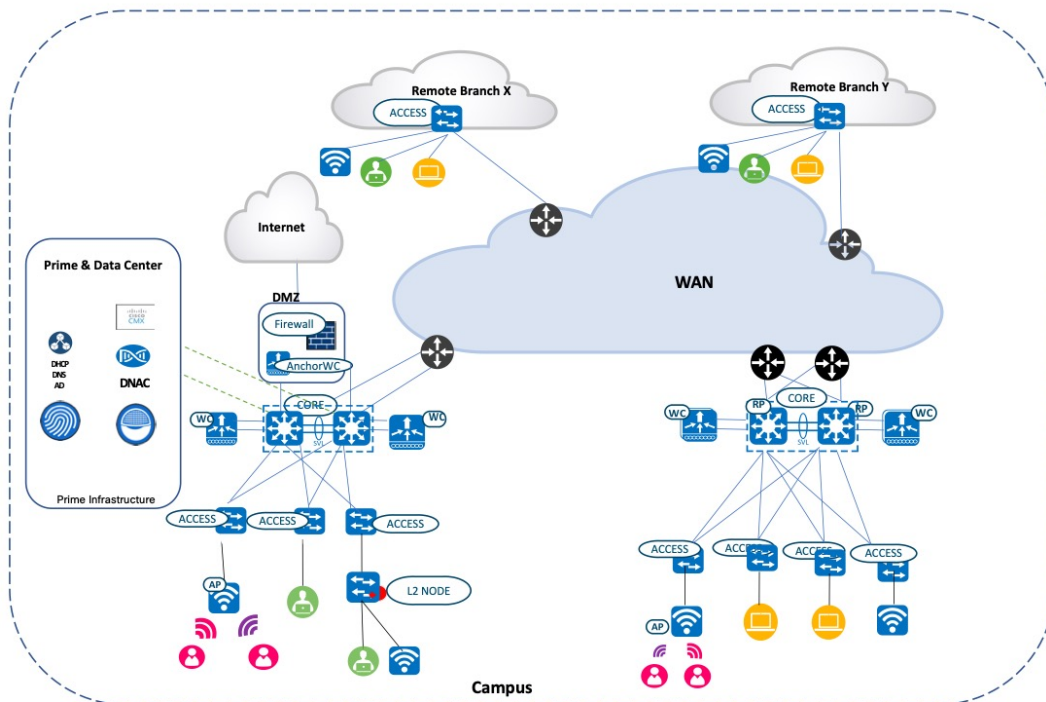 Remote Branch X
ACCESS
Remote Branch Y
ACCESS
Internet
WAN
Prime & Data Center
CISCO
CMX
DHCP
DNS
AD
DNAC
Prime Infrastructure
DMZ
Firewall
AnchorWC
CORE
WC
SVL
WC
CORE
RP
RP
WC
SVL
WC
ACCESS
ACCESS
ACCESS
AP
L2 NODE
ACCESS
ACCESS
ACCESS
ACCESS
AP
Campus